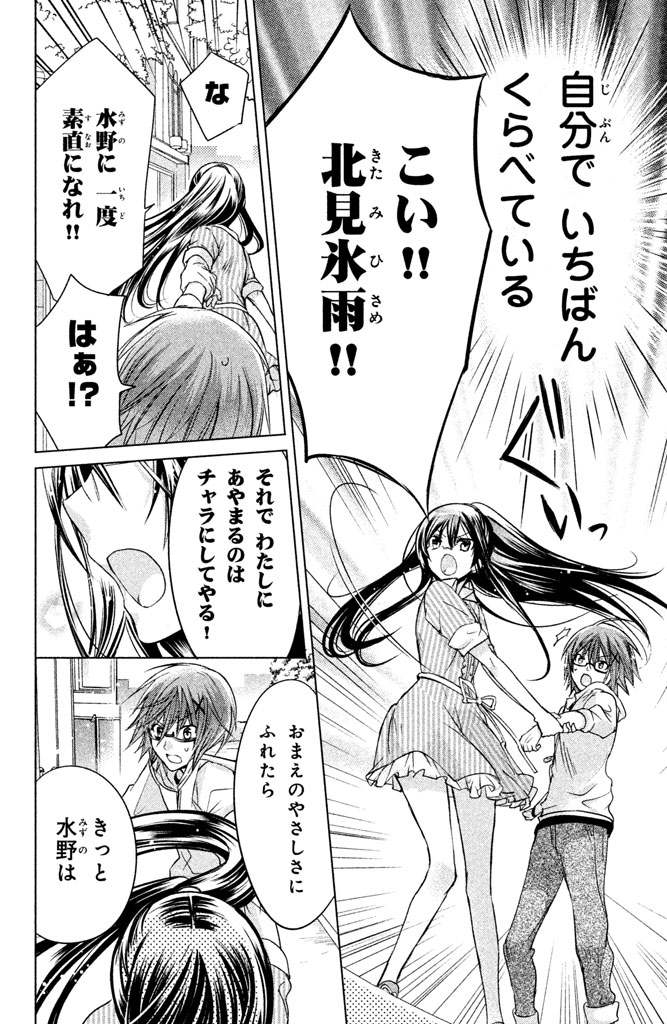 自分で いちばん
くらべている
こい!!
北見氷雨!!
ぐいっ
な
水野に 一度
素直になれ!!
はぁ!?
それで わたしに
あやまるのは
チャラにしてやる!
おまえのやさしさに
ふれたら
きっと
水野は